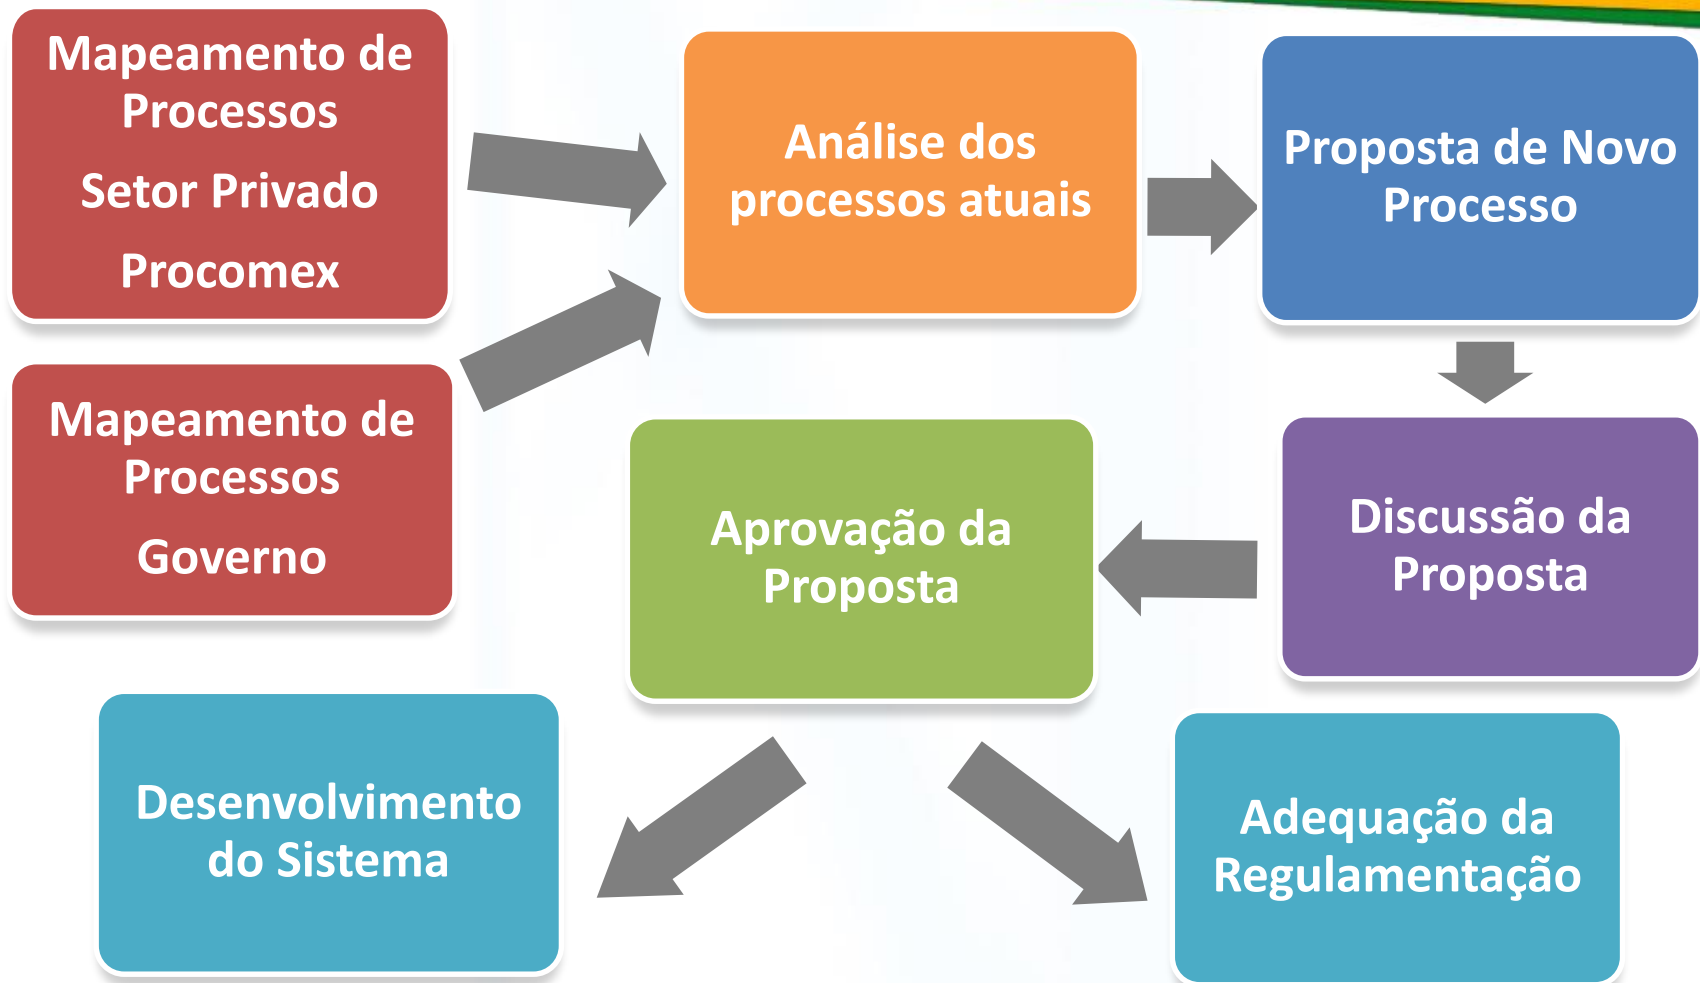 Mapeamento de
Processos
Setor Privado
Procomex
Análise dos
processos atuais
Proposta de Novo
Processo
Mapeamento de
Processos
Governo
Aprovação da
Proposta
Discussão da
Proposta
Desenvolvimento
do Sistema
Adequação da
Regulamentação